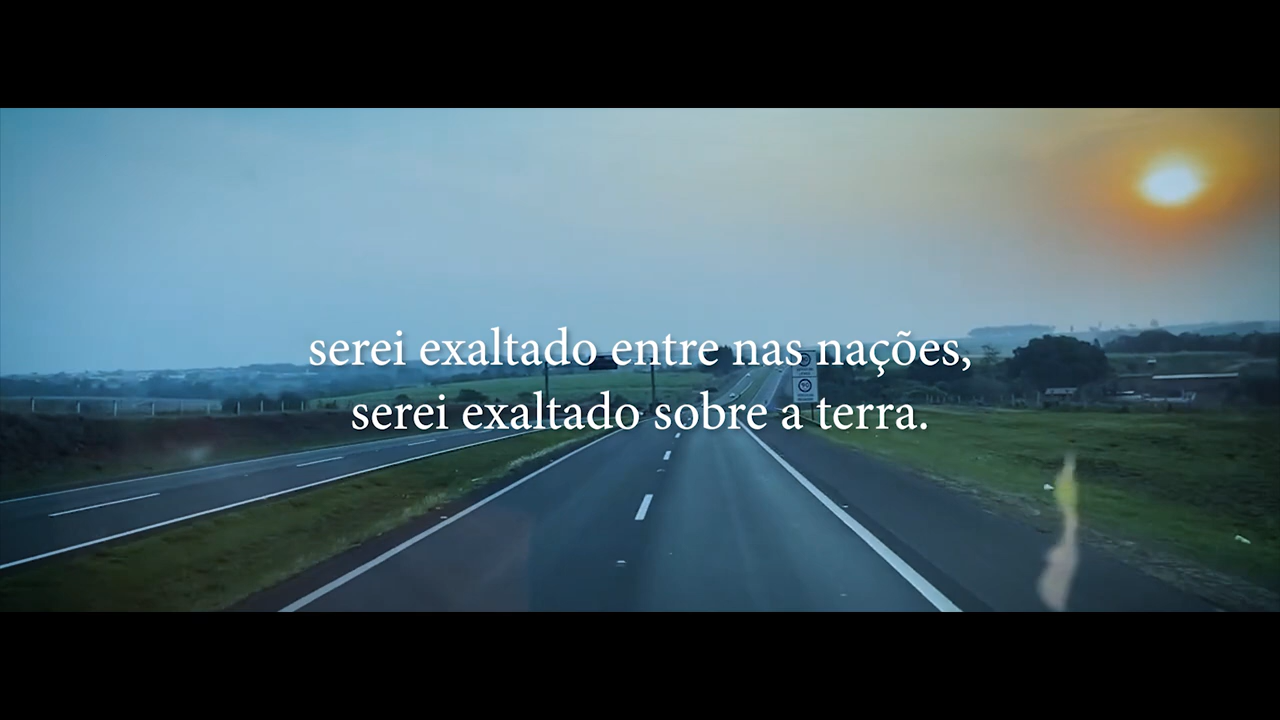 serei exaltado entre nas nações,
serei exaltado sobre a terra.